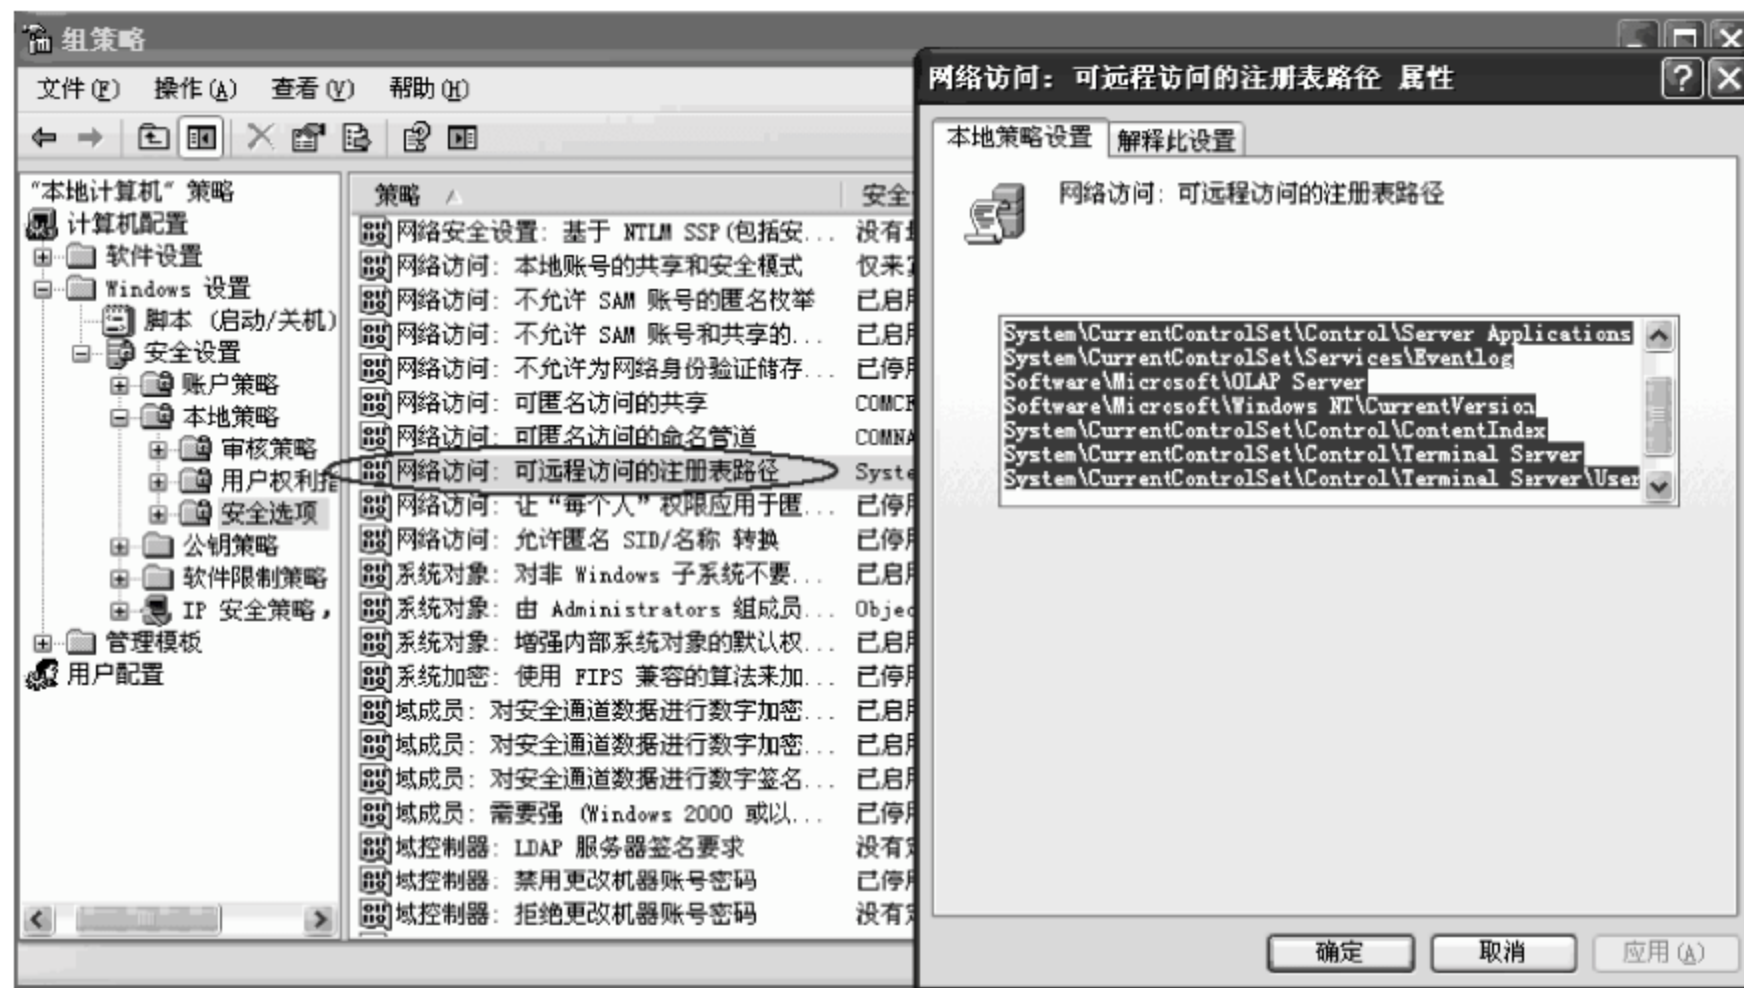 组策略
文件(F) 操作(A) 查看(V) 帮助(H)
“本地计算机” 策略
计算机配置
软件设置
Windows 设置
脚本 (启动/关机)
安全设置
账户策略
本地策略
审核策略
用户权利指
安全选项
公钥策略
软件限制策略
IP 安全策略,
管理模板
用户配置
策略 安全
网络安全设置: 基于 NTLM SSP(包括安... 没有
网络访问: 本地账号的共享和安全模式 仅来
网络访问: 不允许 SAM 账号的匿名枚举 已启用
网络访问: 不允许 SAM 账号和共享的... 已启用
网络访问: 不允许为网络身份验证储存... 已停用
网络访问: 可匿名访问的共享 COMCF
网络访问: 可匿名访问的命名管道 COMNA
网络访问: 可远程访问的注册表路径 Syste
网络访问: 让“每个人”权限应用于匿... 已停用
网络访问: 允许匿名 SID/名称 转换 已停用
系统对象: 对非 Windows 子系统不要... 已启用
系统对象: 由 Administrators 组成员... Objec
系统对象: 增强内部系统对象的默认权... 已启用
系统加密: 使用 FIPS 兼容的算法来加... 已停用
域成员: 对安全通道数据进行数字加密... 已启用
域成员: 对安全通道数据进行数字加密... 已启用
域成员: 对安全通道数据进行数字签名... 已启用
域成员: 需要强 (Windows 2000 或以... 已停用
域控制器: LDAP 服务器签名要求 没有
域控制器: 禁用更改机器账号密码 已停用
域控制器: 拒绝更改机器账号密码 没有
网络访问: 可远程访问的注册表路径 属性
本地策略设置 解释此设置
网络访问: 可远程访问的注册表路径
System\CurrentControlSet\Control\Server Applications
System\CurrentControlSet\Services\Eventlog
Software\Microsoft\OLAP Server
Software\Microsoft\Windows NT\CurrentVersion
System\CurrentControlSet\Control\ContentIndex
System\CurrentControlSet\Control\Terminal Server
System\CurrentControlSet\Control\Terminal Server\User
确定 取消 应用(A)